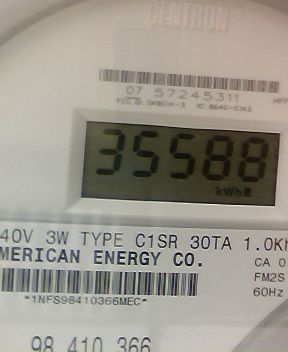 CENTRON®
07 57245311
35588
kWh
40V 3W TYPE C1SR 30TA 1.0Kh
MERICAN ENERGY CO.
CA 0
FM2S
60Hz
*1NFS98410366MEC*
98 410 366